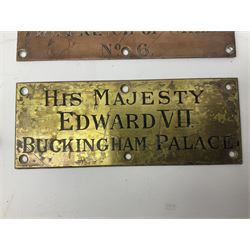 No. 6.
HIS MAJESTY
EDWARD VII.
BUCKINGHAM PALACE.